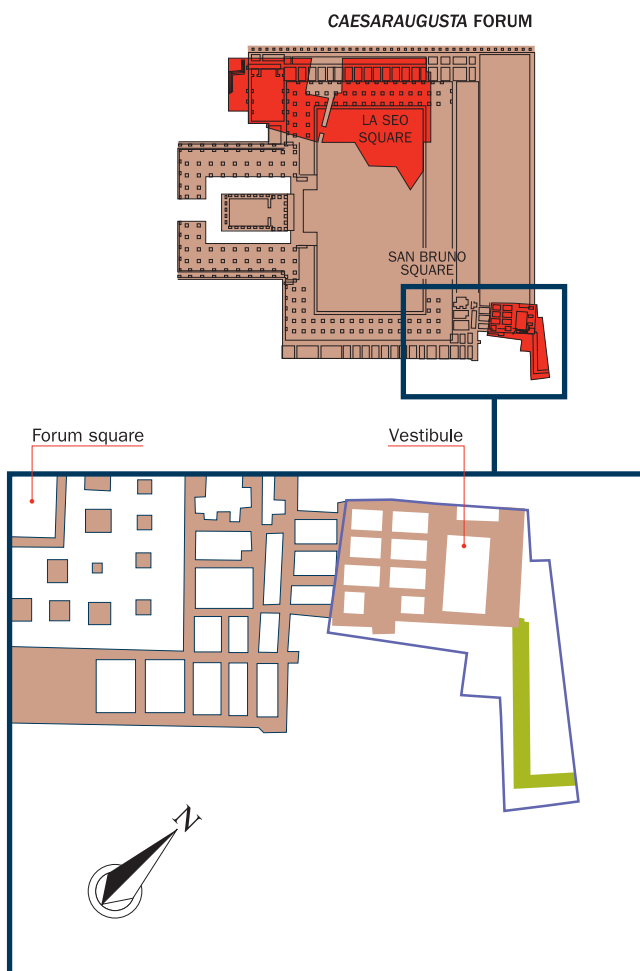 CAESARAUGUSTA FORUM
LA SEO
SQUARE
SAN BRUNO
SQUARE
Forum square
Vestibule
N